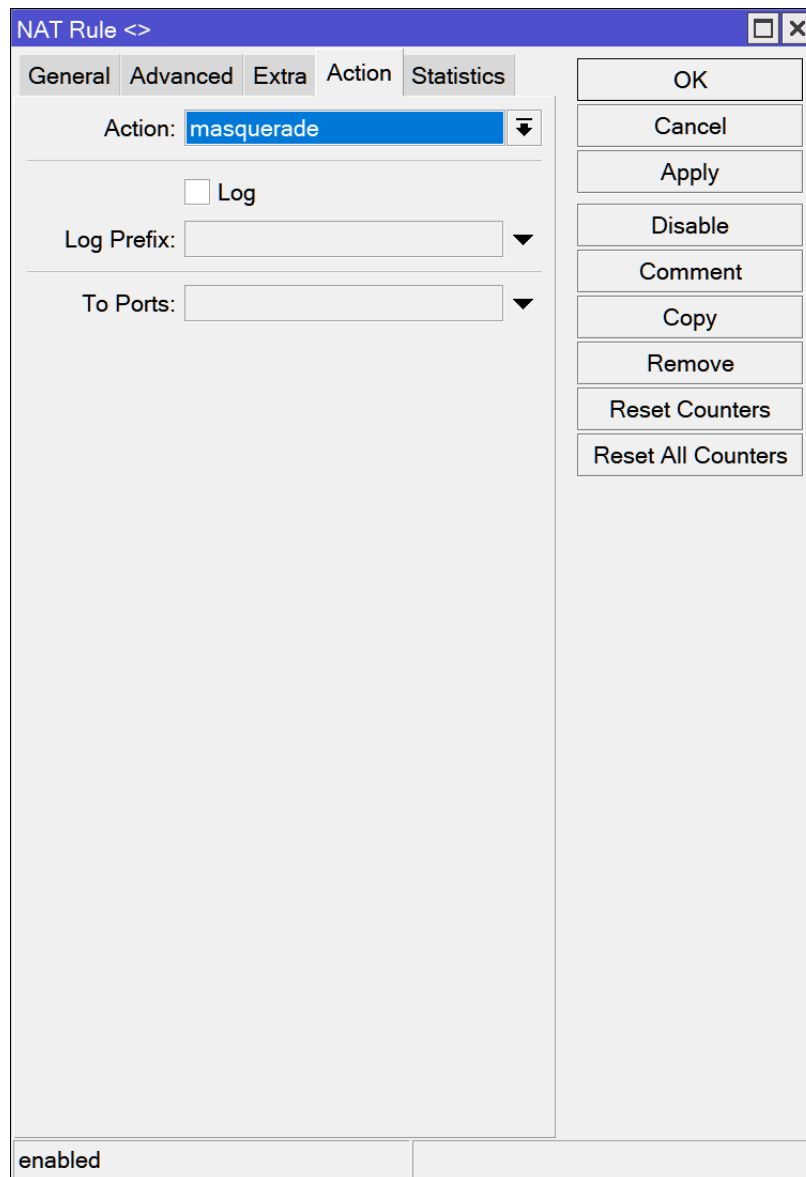 NAT Rule <>
General Advanced Extra Action Statistics
Action: masquerade
Log
Log Prefix:
To Ports:
OK
Cancel
Apply
Disable
Comment
Copy
Remove
Reset Counters
Reset All Counters
enabled